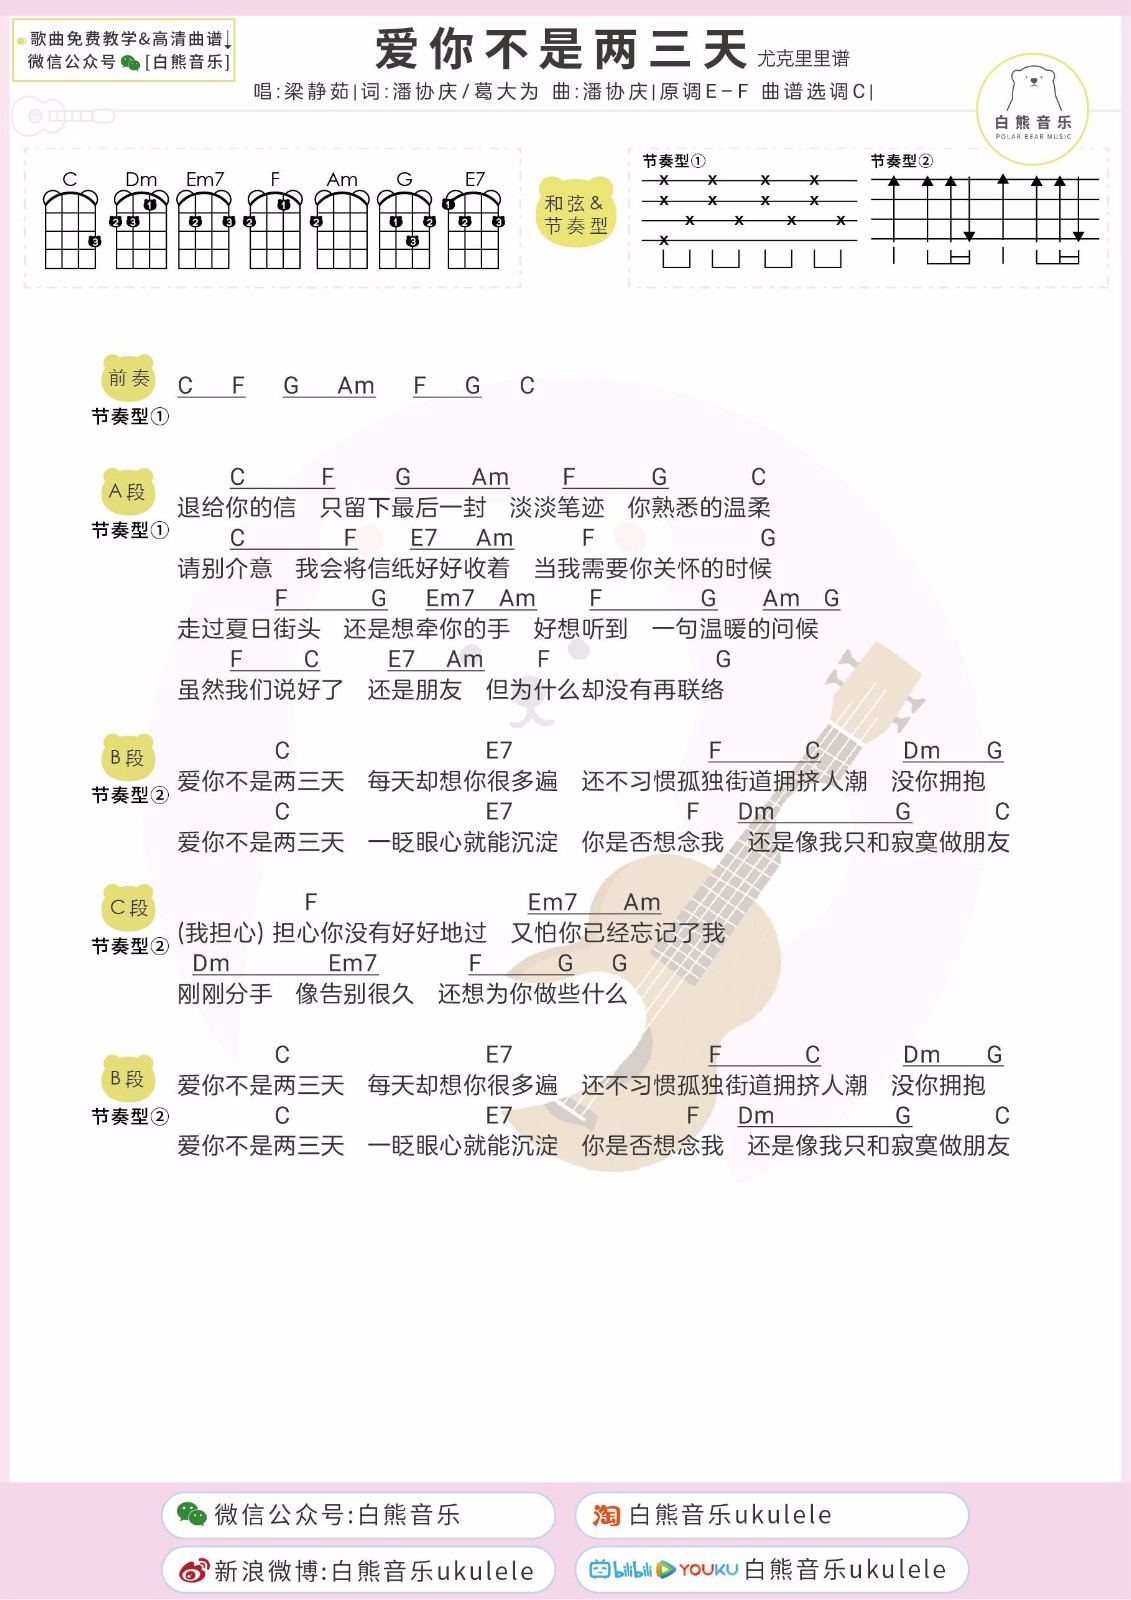 歌曲免费教学&高清曲谱↓
微信公众号 [白熊音乐]
爱你不是两三天 尤克里里谱
唱:梁静茹|词:潘协庆/葛大为 曲:潘协庆|原调E-F 曲谱选调C|
白熊音乐
POLAR BEAR MUSIC
C Dm Em7 F Am G E7
2 3 1 2 3 2 1 2 1 2 3 1 2 3
3
和弦&
节奏型
节奏型① 节奏型②
前奏
节奏型①
C F G Am F G C
A段
节奏型①
C F G Am F G C
退给你的信 只留下最后一封 淡淡笔迹 你熟悉的温柔
C F E7 Am F G
请别介意 我会将信纸好好收着 当我需要你关怀的时候
F G Em7 Am F G Am G
走过夏日街头 还是想牵你的手 好想听到 一句温暖的问候
F C E7 Am F G
虽然我们说好了 还是朋友 但为什么却没有再联络
B段
节奏型②
C E7 F C Dm G
爱你不是两三天 每天却想你很多遍 还不习惯孤独街道拥挤人潮 没你拥抱
C E7 F Dm G C
爱你不是两三天 一眨眼心就能沉淀 你是否想念我 还是像我只和寂寞做朋友
C段
节奏型②
F Em7 Am
(我担心) 担心你没有好好地过 又怕你已经忘记了我
Dm Em7 F G G
刚刚分手 像告别很久 还想为你做些什么
B段
节奏型②
C E7 F C Dm G
爱你不是两三天 每天却想你很多遍 还不习惯孤独街道拥挤人潮 没你拥抱
C E7 F Dm G C
爱你不是两三天 一眨眼心就能沉淀 你是否想念我 还是像我只和寂寞做朋友
微信公众号:白熊音乐
淘 白熊音乐ukulele
新浪微博:白熊音乐ukulele
bilibili YOUKU 白熊音乐ukulele